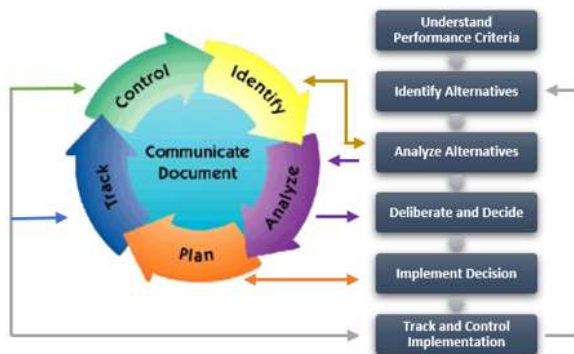 Control
Identify
Communicate
Document
Track
Analyze
Plan
Understand
Performance Criteria
Identify Alternatives
Analyze Alternatives
Deliberate and Decide
Implement Decision
Track and Control
Implementation